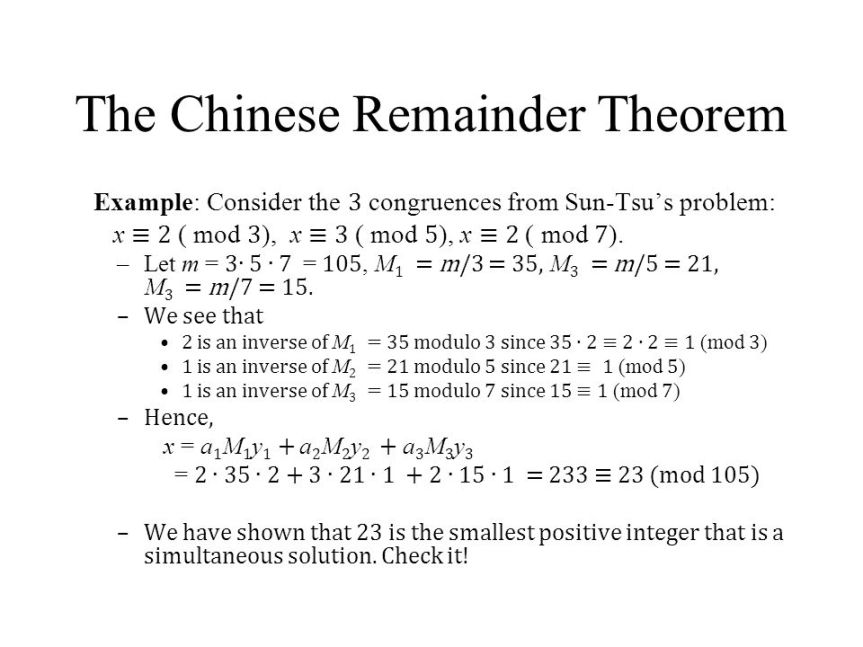 The Chinese Remainder Theorem
Example: Consider the 3 congruences from Sun-Tsu’s problem:
x ≡ 2 ( mod 3), x ≡ 3 ( mod 5), x ≡ 2 ( mod 7).
– Let m = 3∙ 5 ∙ 7 = 105, M₁ = m/3 = 35, M₃ = m/5 = 21,
M₃ = m/7 = 15.
– We see that
• 2 is an inverse of M₁ = 35 modulo 3 since 35 ∙ 2 ≡ 2 ∙ 2 ≡ 1 (mod 3)
• 1 is an inverse of M₂ = 21 modulo 5 since 21 ≡ 1 (mod 5)
• 1 is an inverse of M₃ = 15 modulo 7 since 15 ≡ 1 (mod 7)
– Hence,
x = a₁M₁y₁ + a₂M₂y₂ + a₃M₃y₃
= 2 ∙ 35 ∙ 2 + 3 ∙ 21 ∙ 1 + 2 ∙ 15 ∙ 1 = 233 ≡ 23 (mod 105)
– We have shown that 23 is the smallest positive integer that is a
simultaneous solution. Check it!